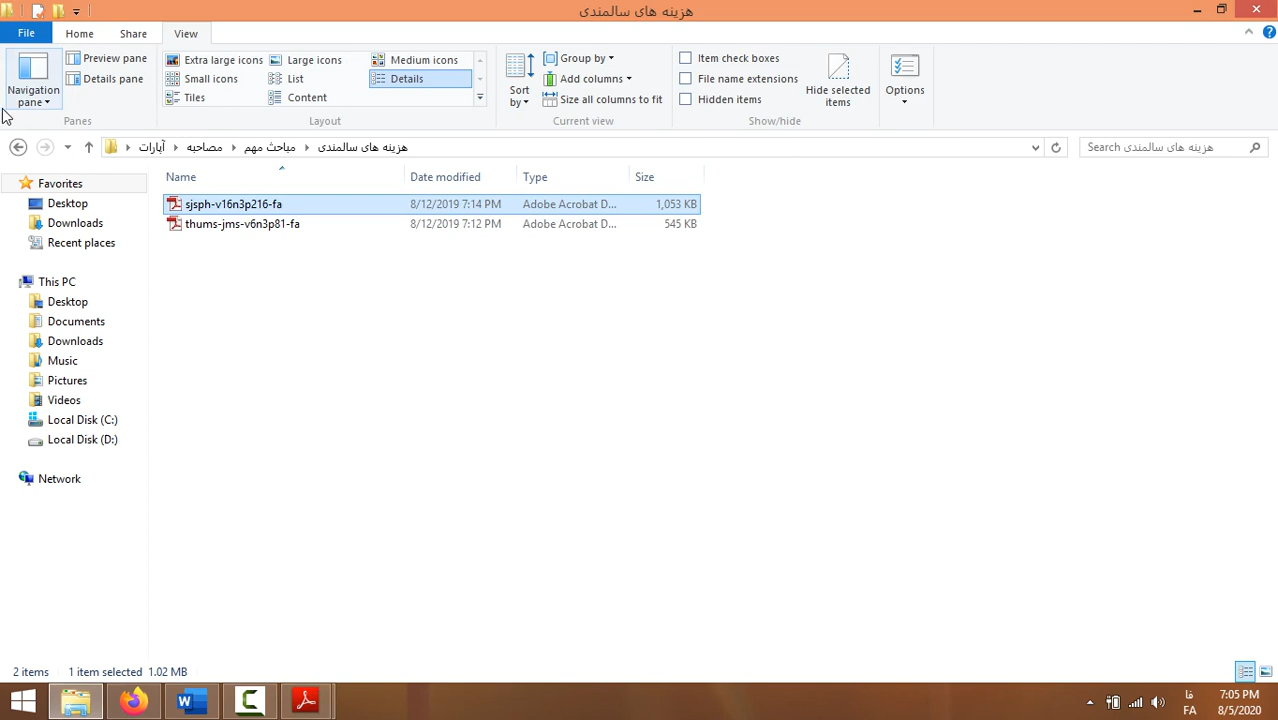 هزینه های سالمندی
File Home Share View
Navigation pane
Preview pane
Details pane
Panes
Extra large icons Large icons Medium icons
Small icons List Details
Tiles Content
Layout
Sort by
Group by
Add columns
Size all columns to fit
Current view
Item check boxes
File name extensions
Hidden items
Hide selected items
Show/hide
Options
آپارات مصاحبه مباحث مهم هزینه های سالمندی
Search هزینه های سالمندی
Name Date modified Type Size
sjsph-v16n3p216-fa 8/12/2019 7:14 PM Adobe Acrobat D... 1,053 KB
thums-jms-v6n3p81-fa 8/12/2019 7:12 PM Adobe Acrobat D... 545 KB
Favorites
Desktop
Downloads
Recent places
This PC
Desktop
Documents
Downloads
Music
Pictures
Videos
Local Disk (C:)
Local Disk (D:)
Network
2 items 1 item selected 1.02 MB
فا 7:05 PM
FA 8/5/2020